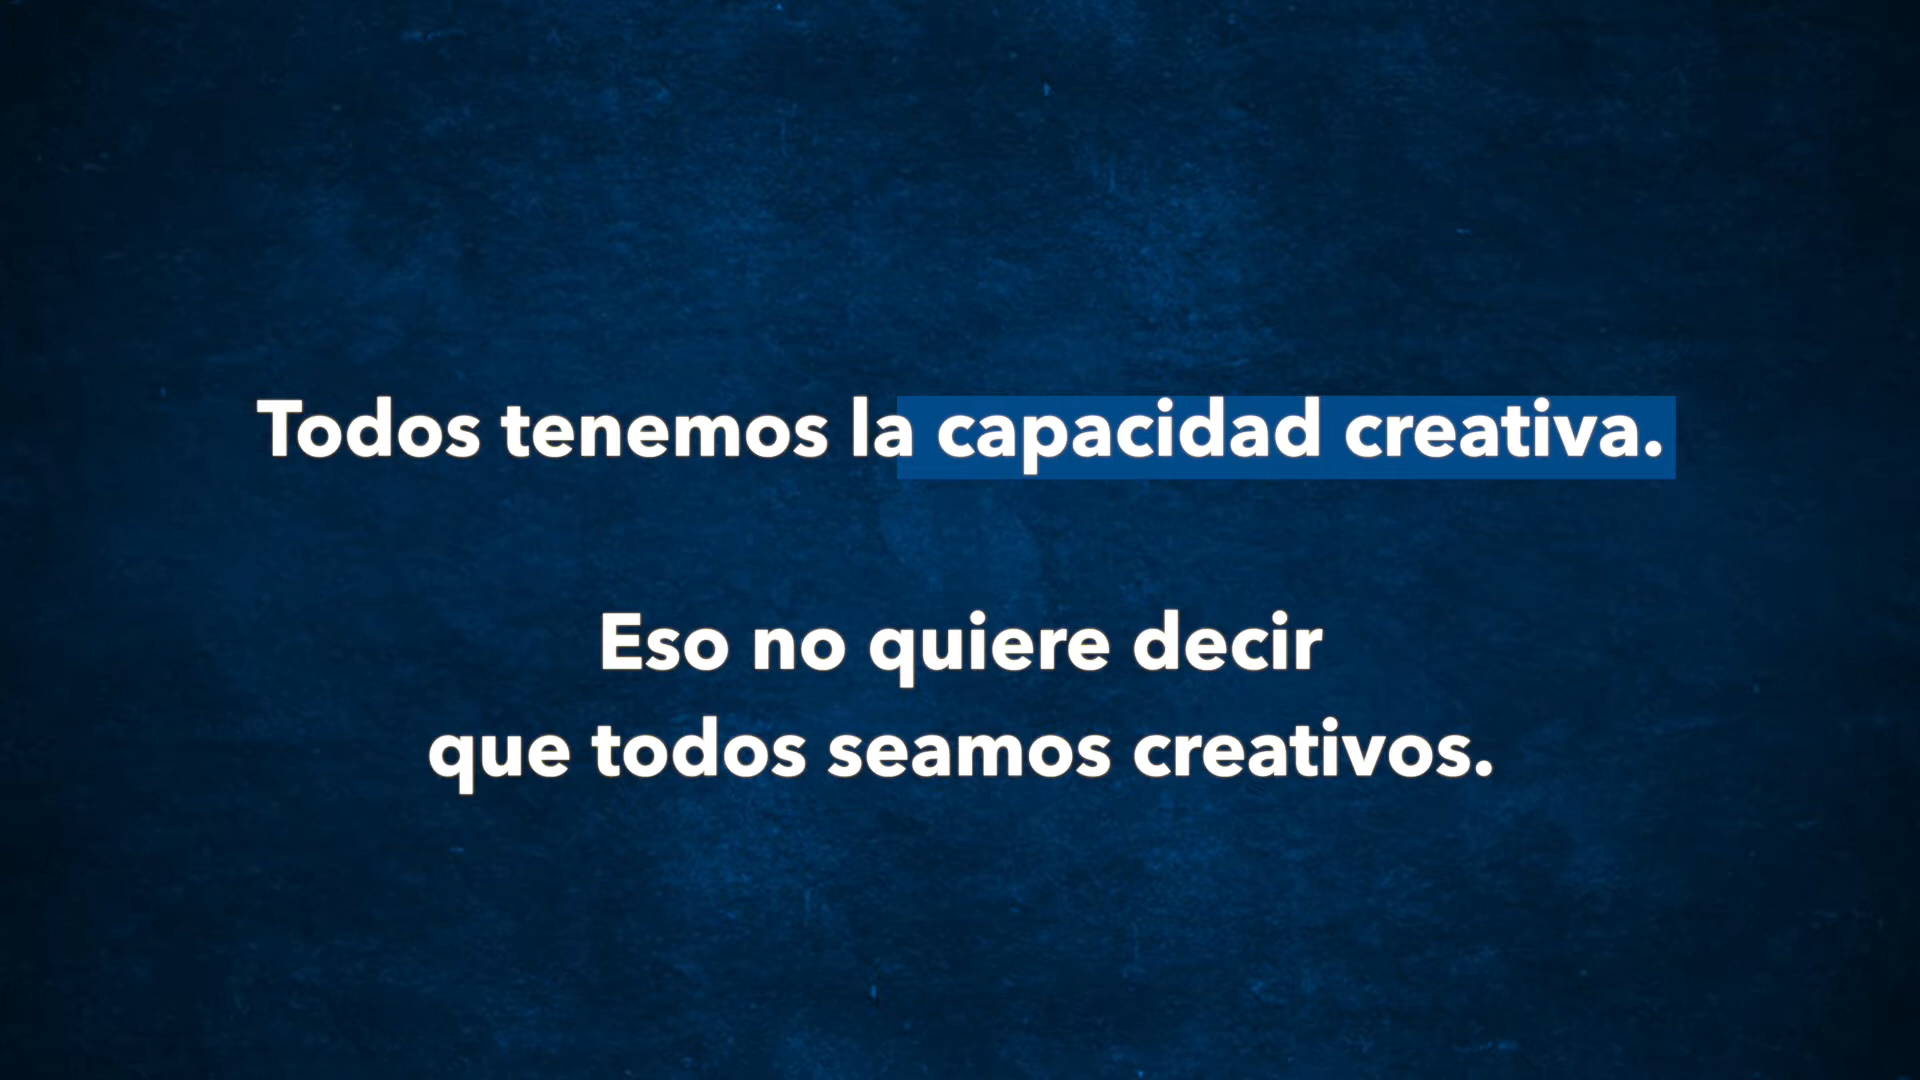 Todos tenemos la capacidad creativa.
Eso no quiere decir
que todos seamos creativos.